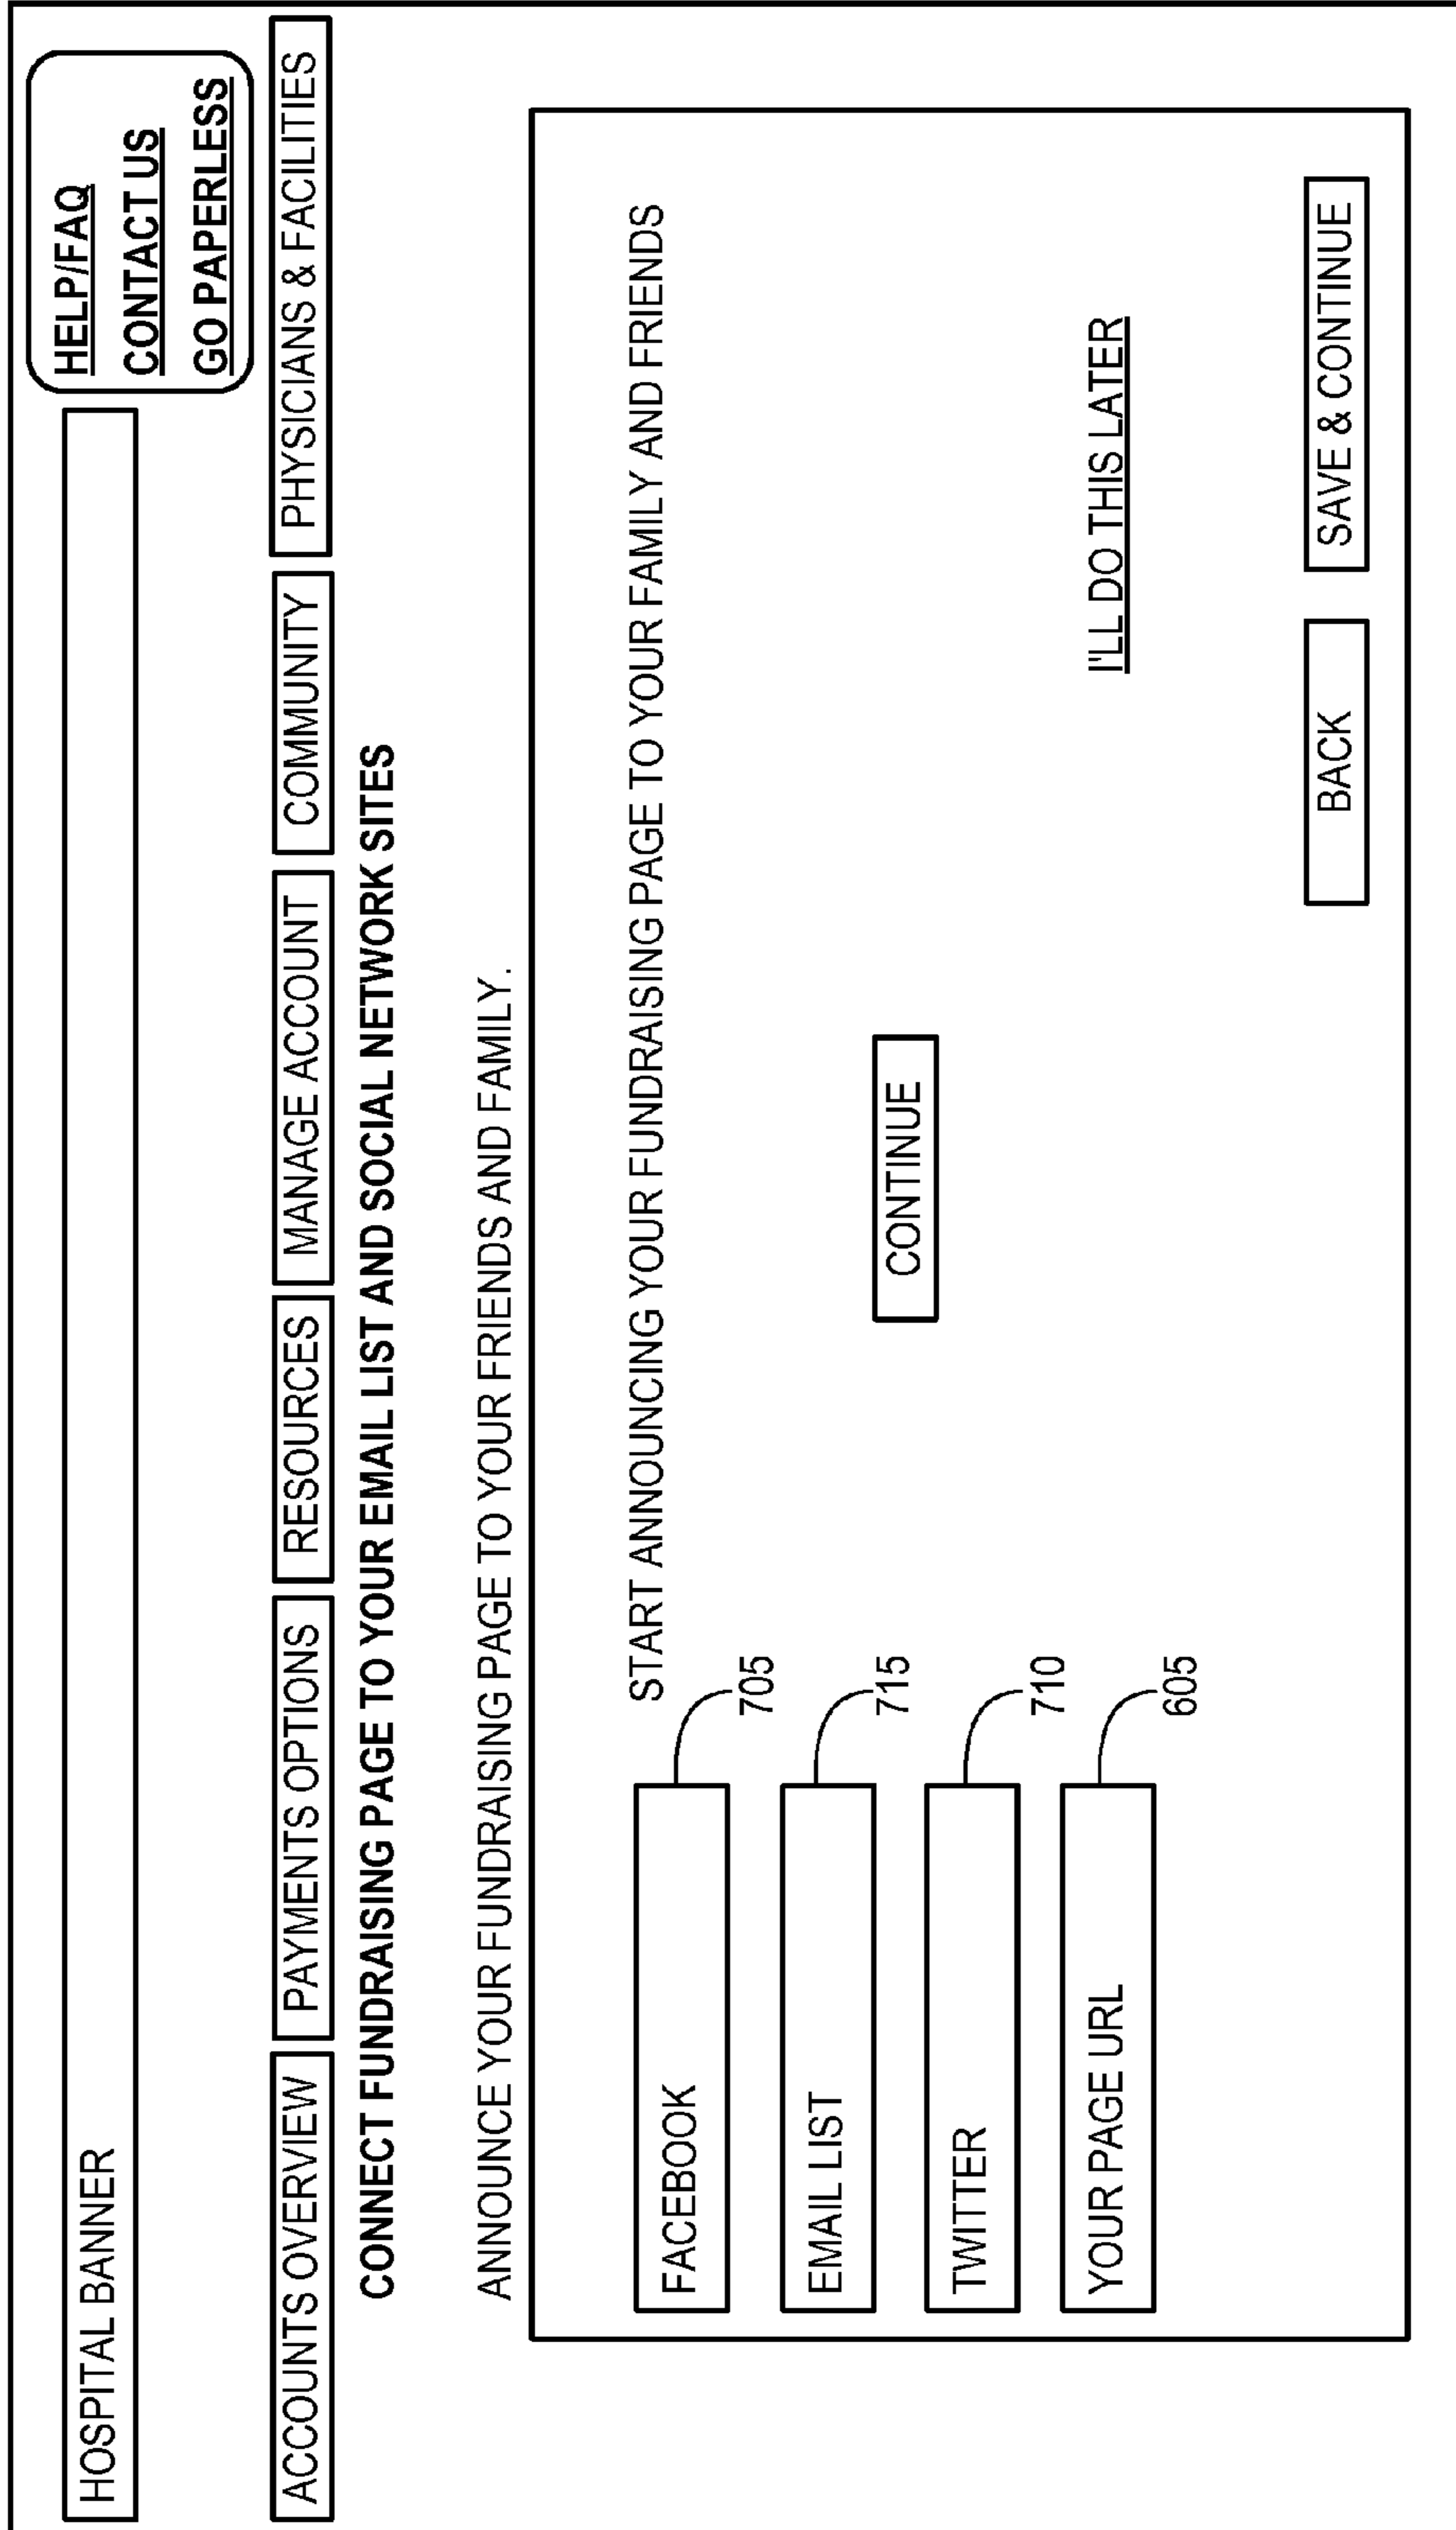 HOSPITAL BANNER
HELP/FAQ
CONTACT US
GO PAPERLESS
ACCOUNTS OVERVIEW PAYMENTS OPTIONS RESOURCES MANAGE ACCOUNT COMMUNITY PHYSICIANS & FACILITIES
CONNECT FUNDRAISING PAGE TO YOUR EMAIL LIST AND SOCIAL NETWORK SITES
ANNOUNCE YOUR FUNDRAISING PAGE TO YOUR FRIENDS AND FAMILY.
START ANNOUNCING YOUR FUNDRAISING PAGE TO YOUR FAMILY AND FRIENDS
FACEBOOK
705
EMAIL LIST
715
CONTINUE
TWITTER
710
YOUR PAGE URL
605
I'LL DO THIS LATER
BACK SAVE & CONTINUE